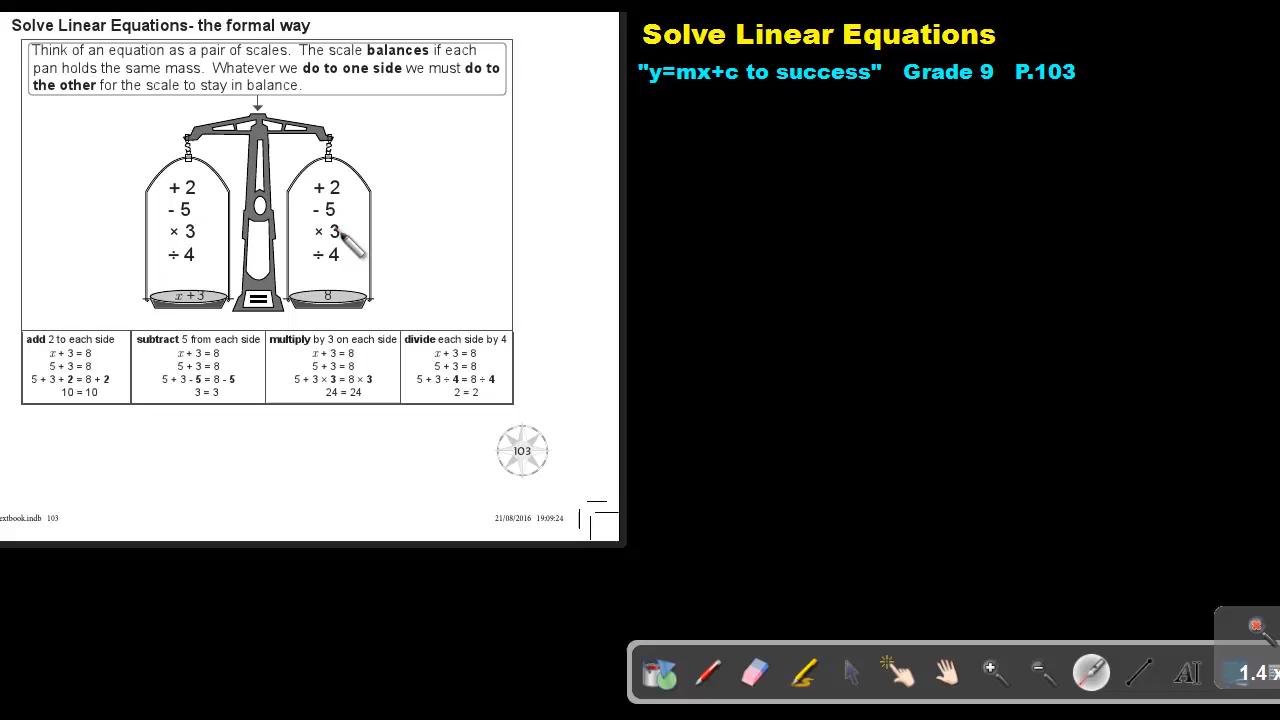 Solve Linear Equations- the formal way
Think of an equation as a pair of scales.  The scale balances if each
pan holds the same mass.  Whatever we do to one side we must do to
the other for the scale to stay in balance.
+ 2
- 5
× 3
÷ 4
x + 3
+ 2
- 5
× 3
÷ 4
8
=
add 2 to each side
x + 3 = 8
5 + 3 = 8
5 + 3 + 2 = 8 + 2
10 = 10
subtract 5 from each side
x + 3 = 8
5 + 3 = 8
5 + 3 - 5 = 8 - 5
3 = 3
multiply by 3 on each side
x + 3 = 8
5 + 3 = 8
5 + 3 × 3 = 8 × 3
24 = 24
divide each side by 4
x + 3 = 8
5 + 3 = 8
5 + 3 ÷ 4 = 8 ÷ 4
2 = 2
103
extbook.indb   103
21/08/2016   19:09:24
Solve Linear Equations
"y=mx+c to success"   Grade 9   P.103
AI
1.4 x